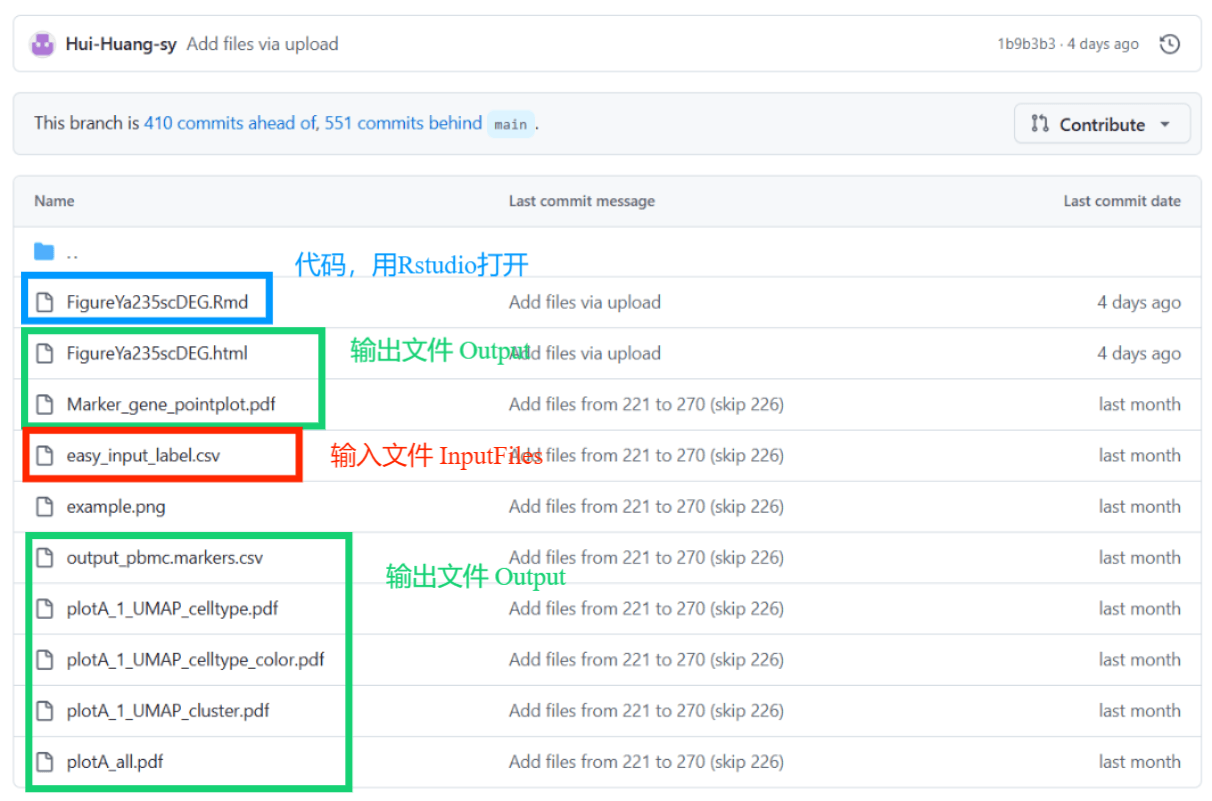 Hui-Huang-sy Add files via upload 1b9b3b3 · 4 days ago
This branch is 410 commits ahead of, 551 commits behind main .
Contribute
Name Last commit message Last commit date
..
代码，用Rstudio打开
FigureYa235scDEG.Rmd Add files via upload 4 days ago
FigureYa235scDEG.html 输出文件 Output Add files via upload 4 days ago
Marker_gene_pointplot.pdf Add files from 221 to 270 (skip 226) last month
easy_input_label.csv 输入文件 InputFiles Add files from 221 to 270 (skip 226) last month
example.png Add files from 221 to 270 (skip 226) last month
output_pbmc.markers.csv Add files from 221 to 270 (skip 226) last month
输出文件 Output
plotA_1_UMAP_celltype.pdf Add files from 221 to 270 (skip 226) last month
plotA_1_UMAP_celltype_color.pdf Add files from 221 to 270 (skip 226) last month
plotA_1_UMAP_cluster.pdf Add files from 221 to 270 (skip 226) last month
plotA_all.pdf Add files from 221 to 270 (skip 226) last month